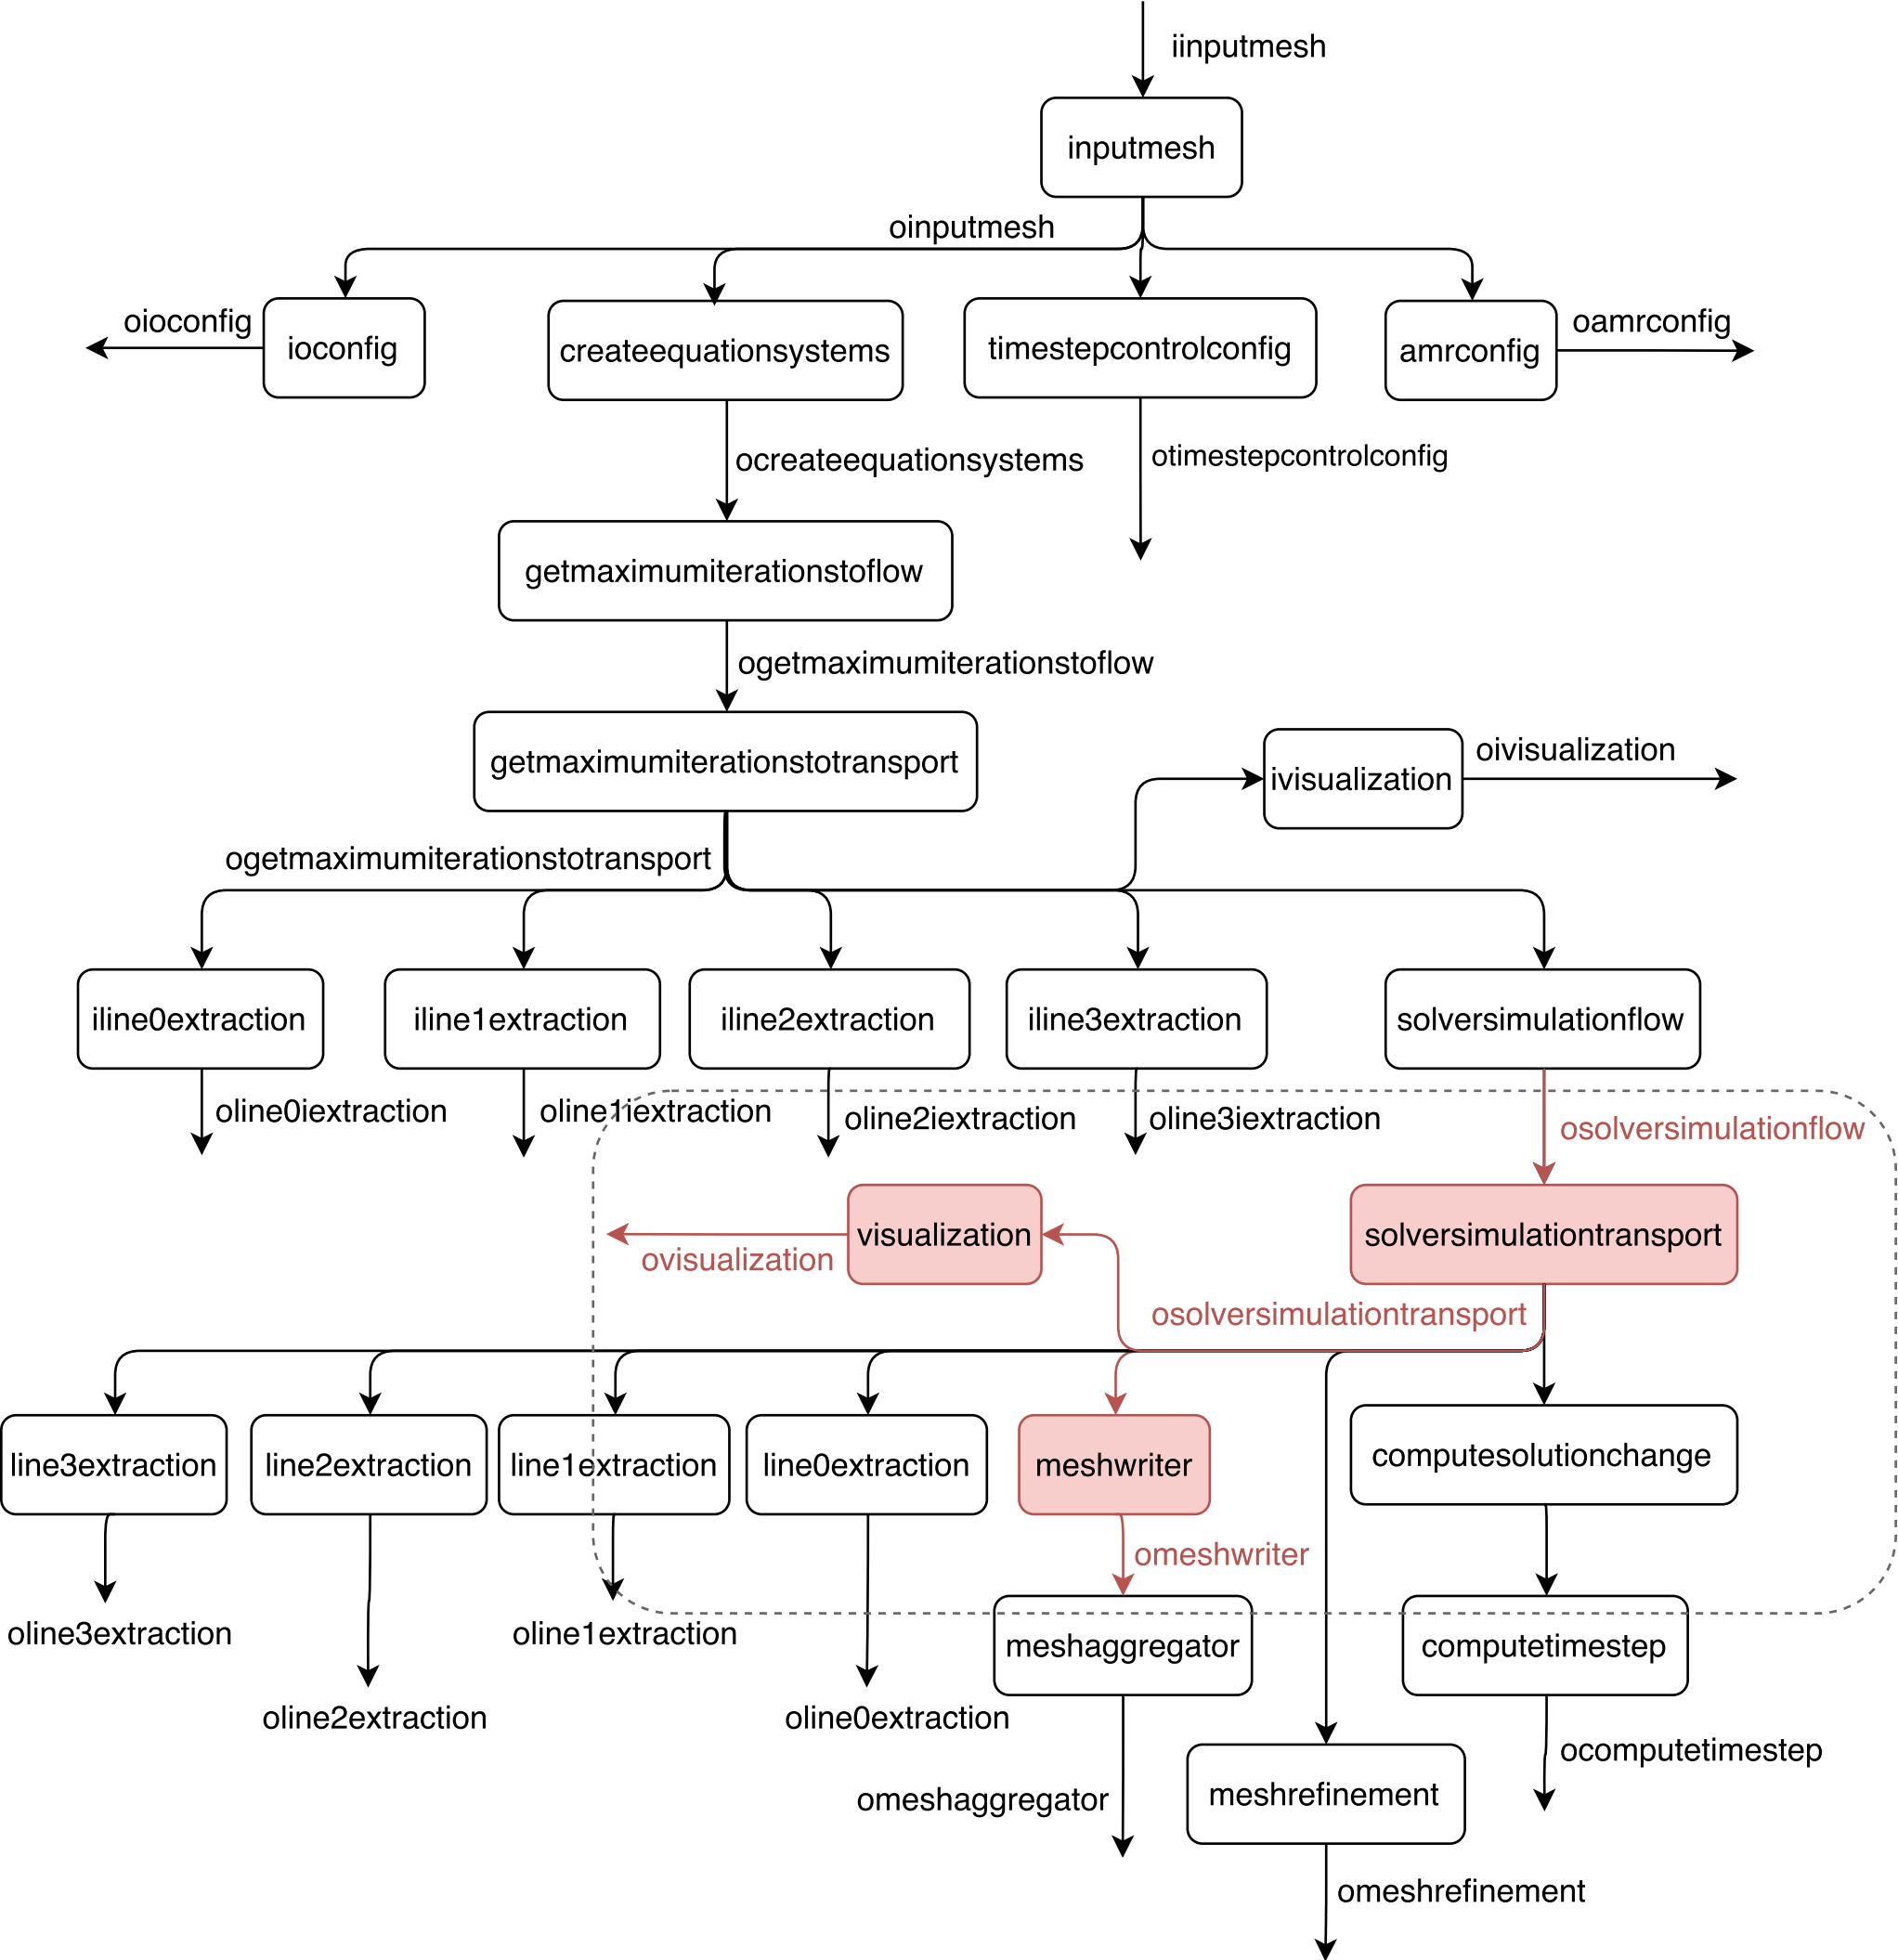 iinputmesh
inputmesh
oinputmesh
oioconfig
ioconfig
createequationsystems
timestepcontrolconfig
amrconfig
oamrconfig
ocreateequationsystems
otimestepcontrolconfig
getmaximumiterationstoflow
ogetmaximumiterationstoflow
getmaximumiterationstotransport
ivisualization
oivisualization
ogetmaximumiterationstotransport
iline0extraction
iline1extraction
iline2extraction
iline3extraction
solversimulationflow
oline0iextraction
oline1iextraction
oline2iextraction
oline3iextraction
osolversimulationflow
visualization
solversimulationtransport
ovisualization
osolversimulationtransport
line3extraction
line2extraction
line1extraction
line0extraction
meshwriter
computesolutionchange
omeshwriter
oline3extraction
oline1extraction
meshaggregator
computetimestep
oline2extraction
oline0extraction
ocomputetimestep
omeshaggregator
meshrefinement
omeshrefinement